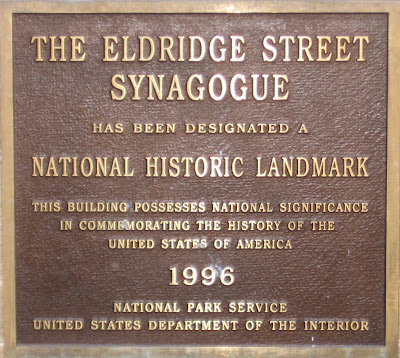 THE ELDRIDGE STREET
SYNAGOGUE
HAS BEEN DESIGNATED A
NATIONAL HISTORIC LANDMARK
THIS BUILDING POSSESSES NATIONAL SIGNIFICANCE
IN COMMEMORATING THE HISTORY OF THE
UNITED STATES OF AMERICA
1996
NATIONAL PARK SERVICE
UNITED STATES DEPARTMENT OF THE INTERIOR